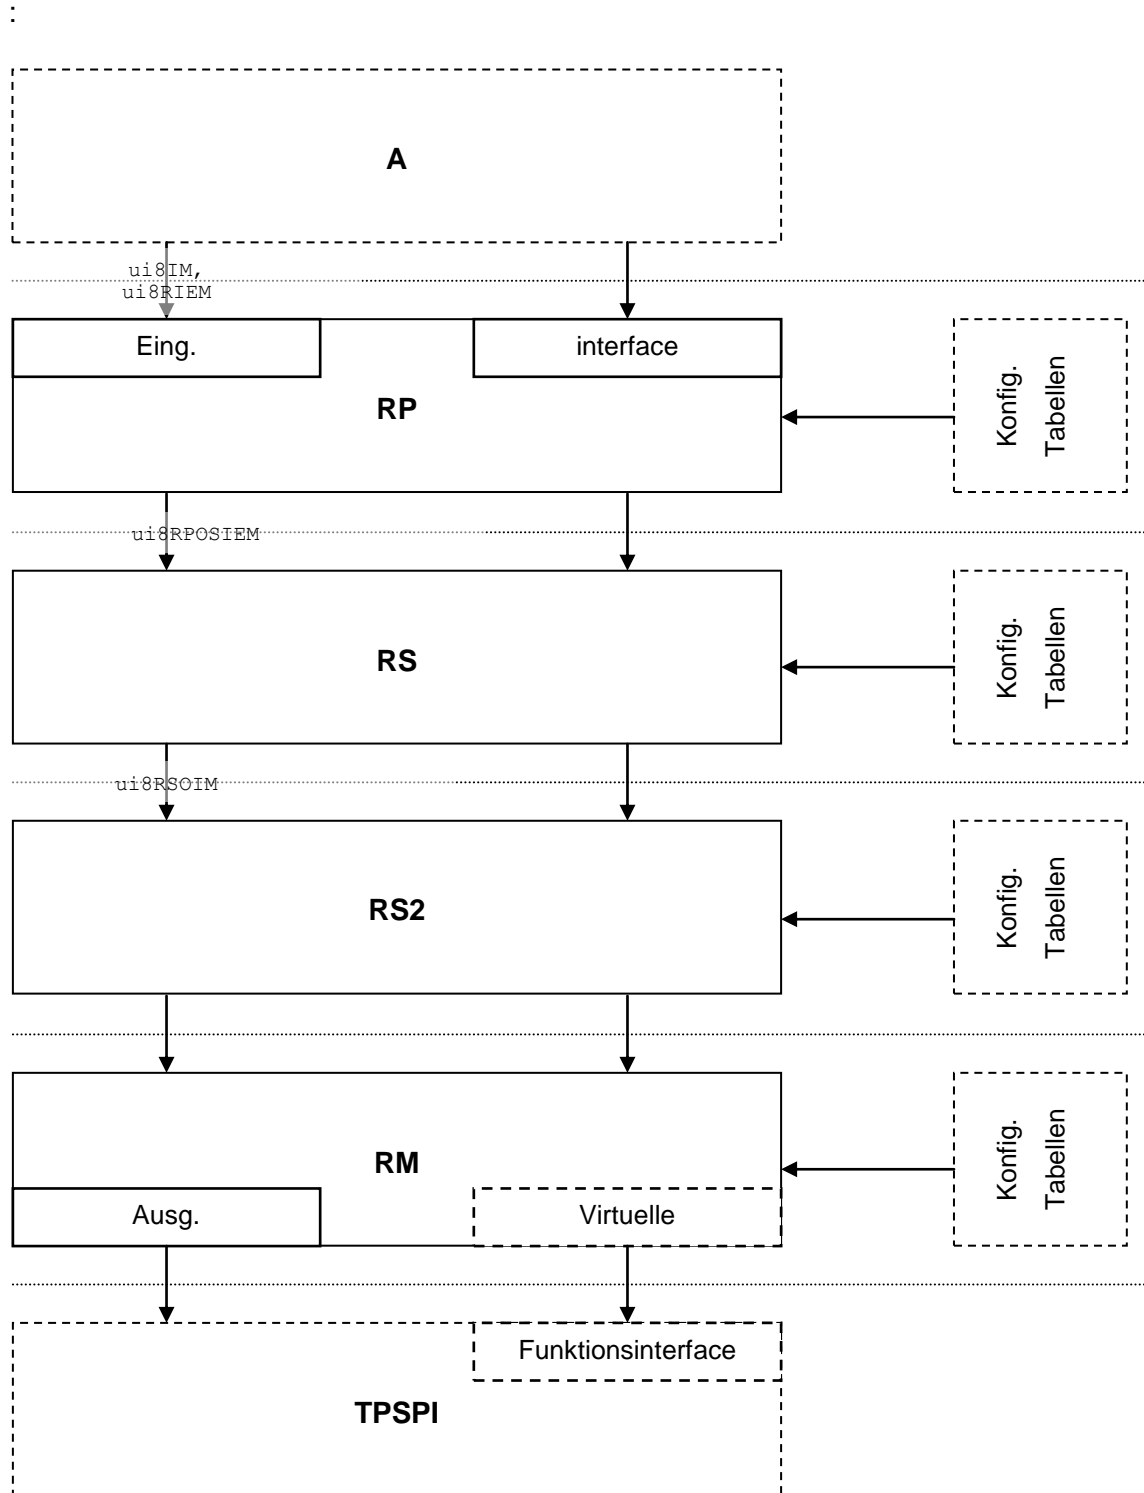 :
A
ui8IM,
ui8RIEM
Eing.
interface
RP
Konfig.
Tabellen
ui8RPOSIEM
RS
Konfig.
Tabellen
ui8RSOIM
RS2
Konfig.
Tabellen
RM
Konfig.
Tabellen
Ausg.
Virtuelle
Funktionsinterface
TPSPI